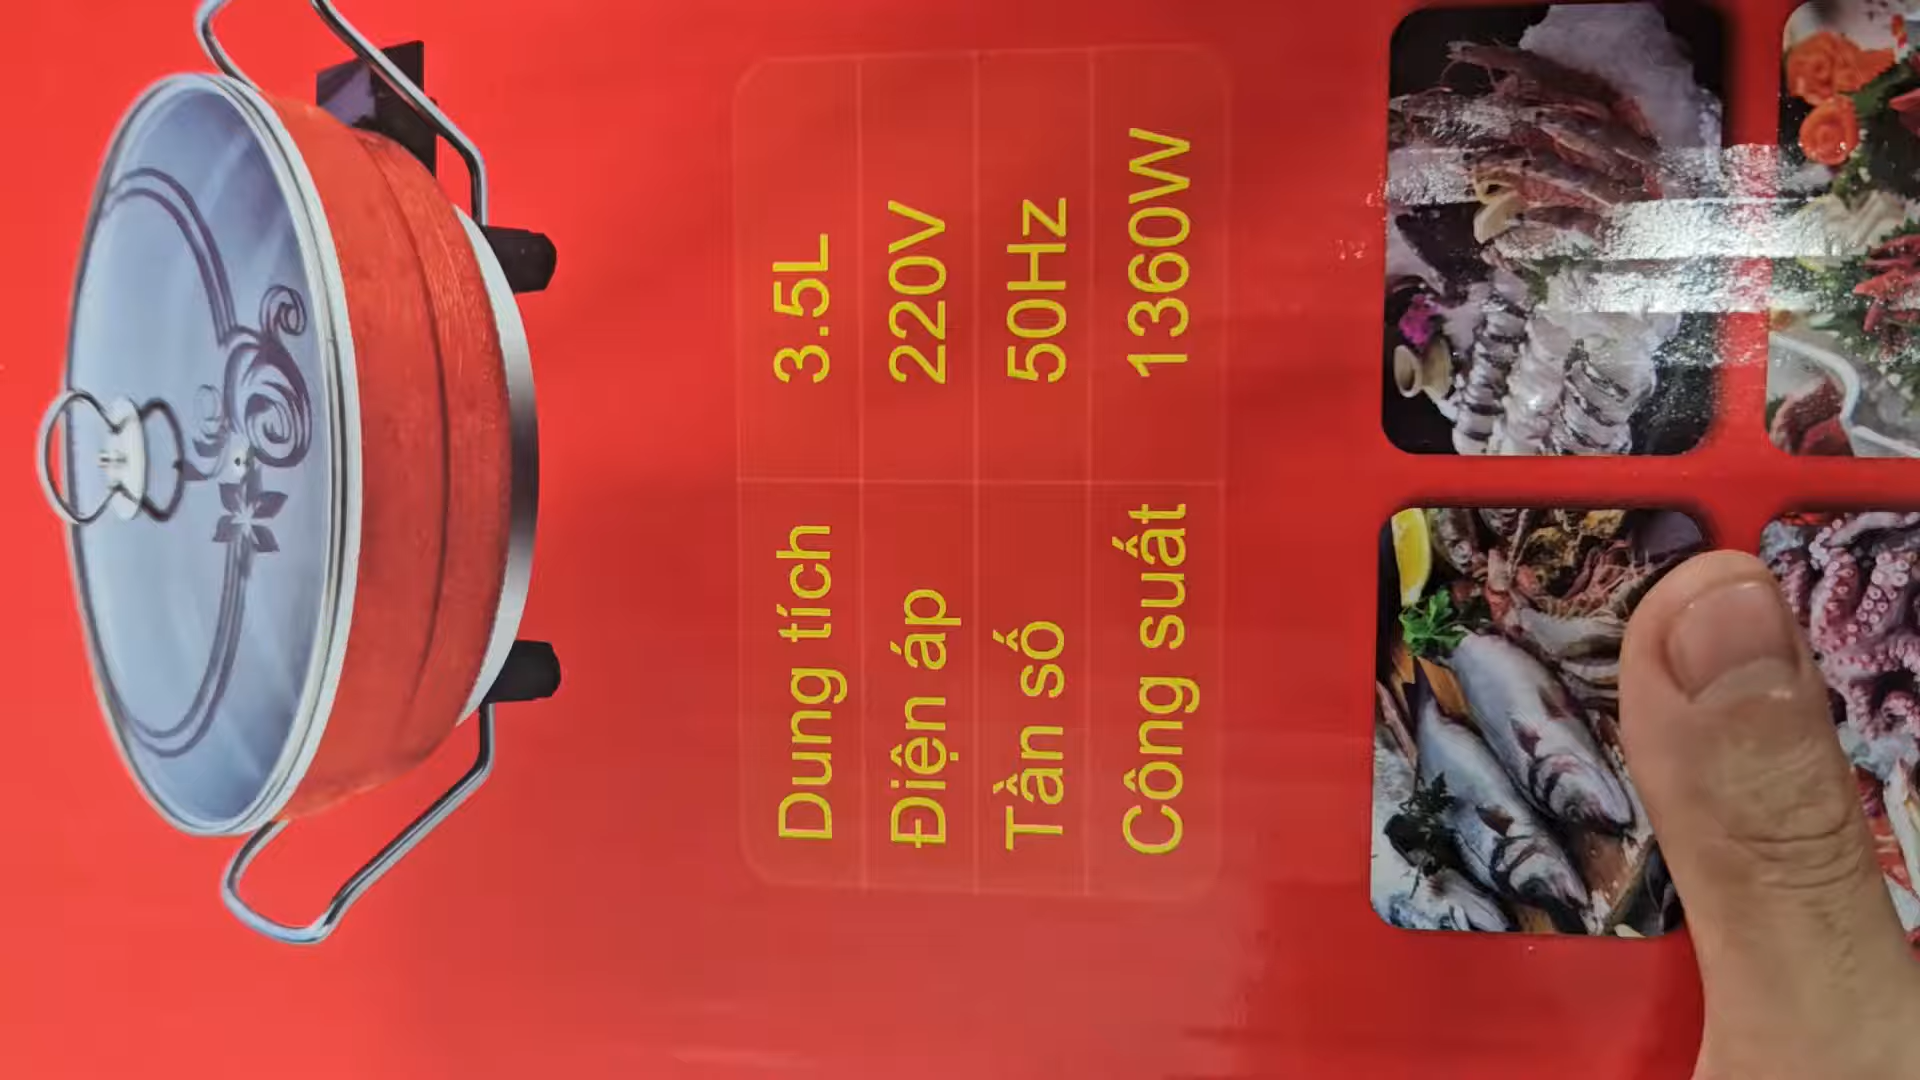 Dung tích 3.5L
Điện áp 220V
Tần số 50Hz
Công suất 1360W